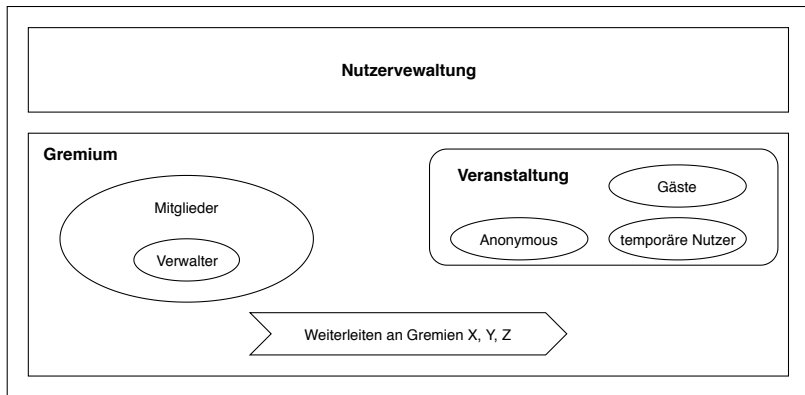 Nutzervewaltung
Gremium
Veranstaltung
Gäste
Mitglieder
Anonymous
temporäre Nutzer
Verwalter
Weiterleiten an Gremien X, Y, Z